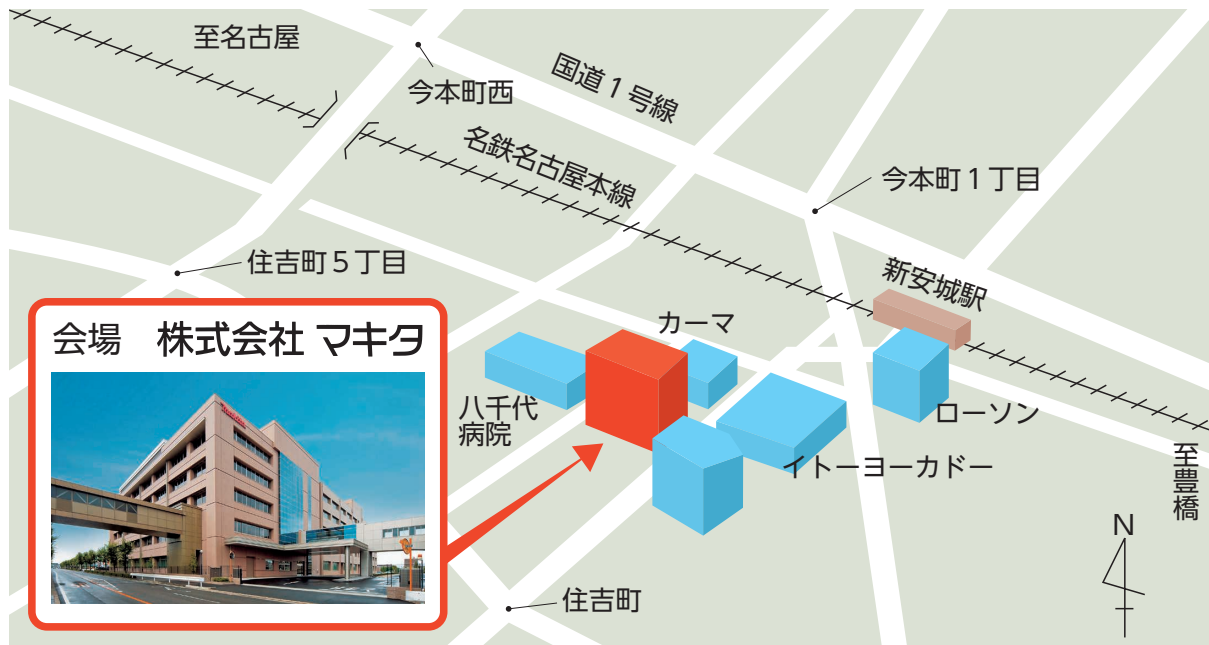 至名古屋
今本町西
国道1号線
名鉄名古屋本線
今本町1丁目
住吉町5丁目
新安城駅
会場 株式会社 マキタ
カーマ
八千代
病院
ローソン
イトーヨーカドー
至豊橋
N
住吉町